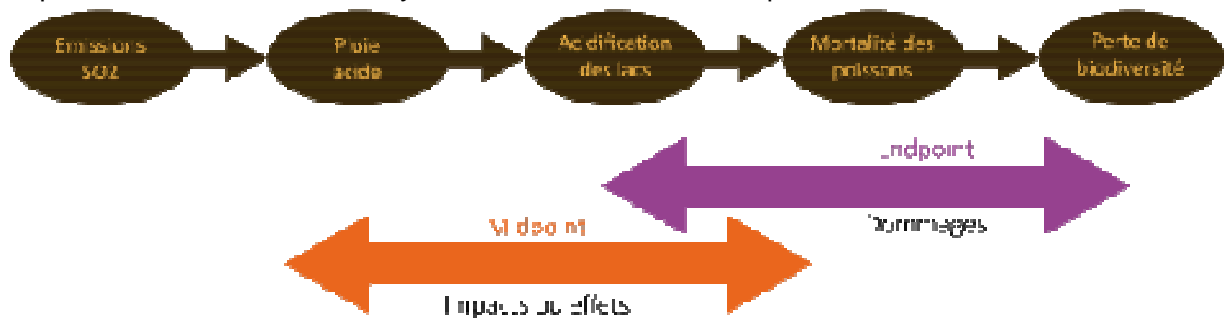 Emissions
SO2
Pluie
acide
Acidification
des lacs
Mortalité des
poissons
Perte de
biodiversité
Endpoint
Dommages
Midpoint
Impacts ou effets